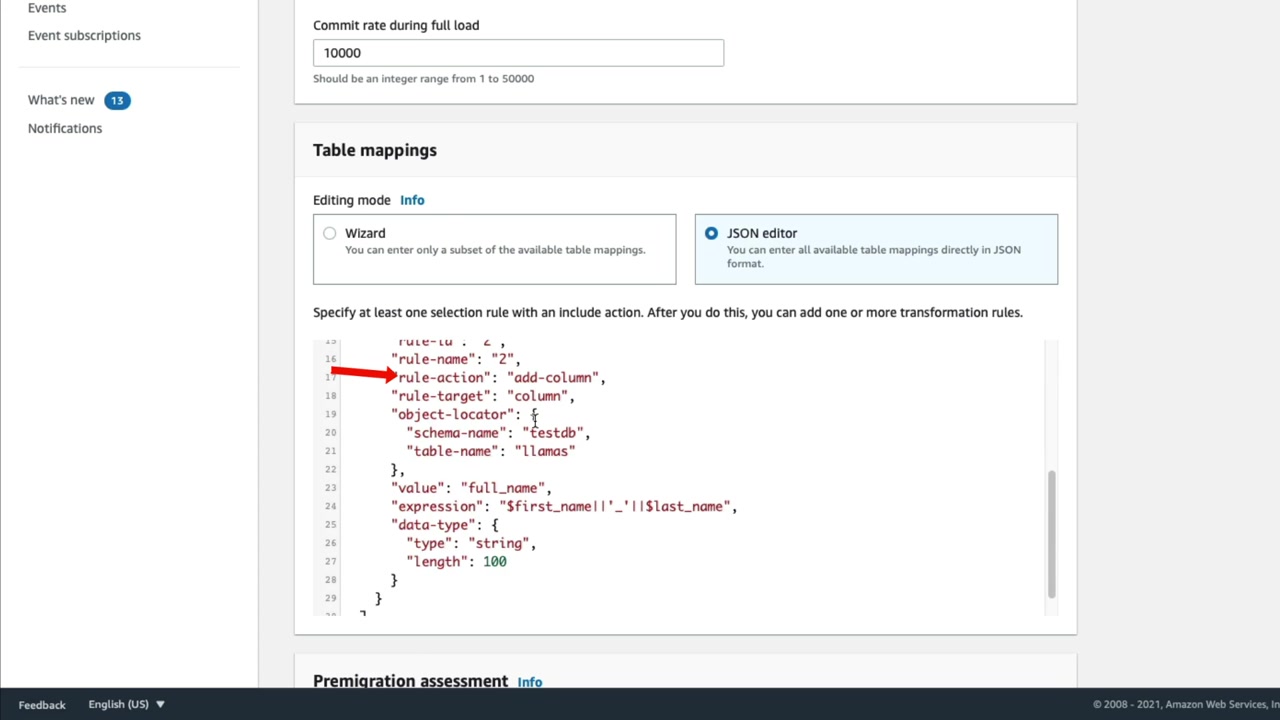 Events
Event subscriptions
What's new 13
Notifications
Commit rate during full load
10000
Should be an integer range from 1 to 50000
Table mappings
Editing mode Info
Wizard
You can enter only a subset of the available table mappings.
JSON editor
You can enter all available table mappings directly in JSON
format.
Specify at least one selection rule with an include action. After you do this, you can add one or more transformation rules.
15 "rule-id": "2",
16 "rule-name": "2",
17 "rule-action": "add-column",
18 "rule-target": "column",
19 "object-locator": {
20 "schema-name": "testdb",
21 "table-name": "llamas"
22 },
23 "value": "full_name",
24 "expression": "$first_name||'_'||$last_name",
25 "data-type": {
26 "type": "string",
27 "length": 100
28 }
29 }
30 ]
Premigration assessment Info
Feedback English (US) ▼
© 2008 - 2021, Amazon Web Services, In